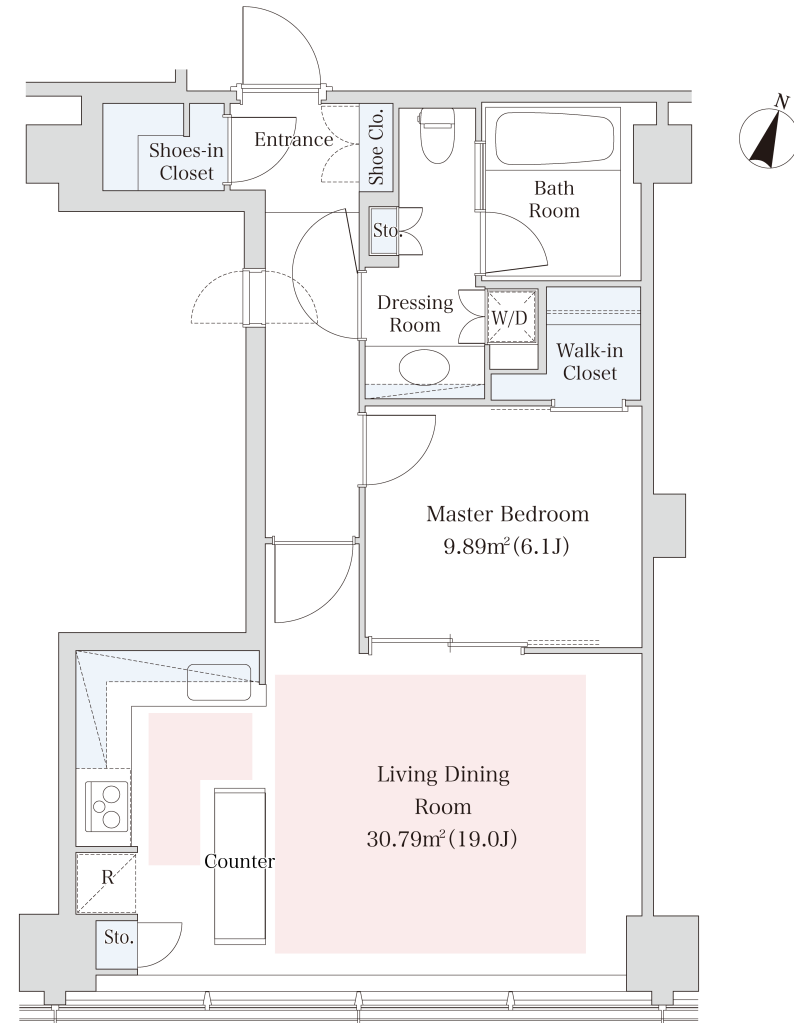 N
Entrance
Shoe Clo.
Shoes-in
Closet
Bath
Room
Sto.
Dressing
Room
W/D
Walk-in
Closet
Master Bedroom
9.89㎡(6.1J)
Living Dining
Room
30.79㎡(19.0J)
Counter
R
Sto.